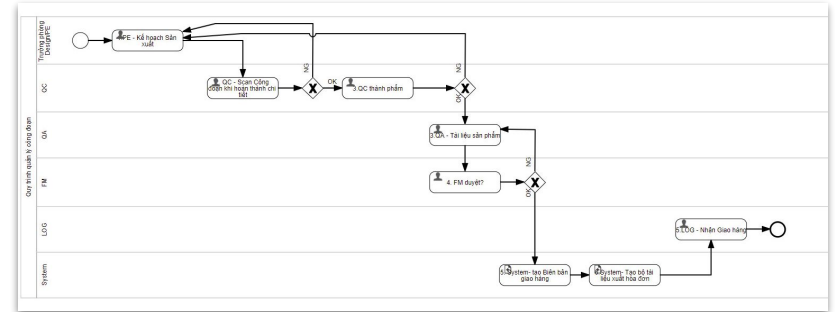 Quy trình quản lý công đoạn
Trưởng phòng
Design/PE
1.PE - Kế hoạch Sản
xuất
QC
QC - Scan Công
đoạn khi hoàn thành chi
tiết
NG
OK
3.QC thành phẩm
NG
OK
QA
3.QA - Tài liệu sản phẩm
NG
FM
4. FM duyệt?
OK
LOG
5.LOG - Nhận Giao hàng
System
5. System- tạo Biên bản
giao hàng
System- Tạo bộ tài
liệu xuất hóa đơn